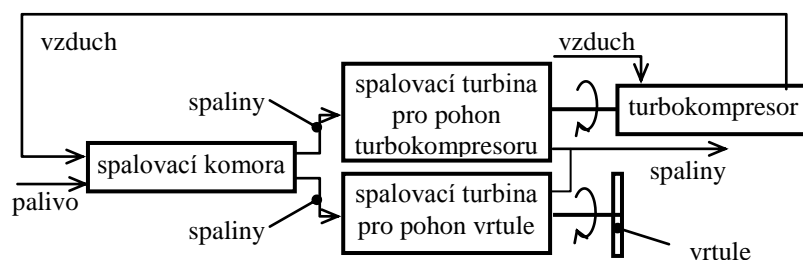 vzduch
vzduch
spaliny
spalovací turbina
pro pohon
turbokompresoru
turbokompresor
spalovací komora
spaliny
palivo
spaliny
spalovací turbina
pro pohon vrtule
vrtule